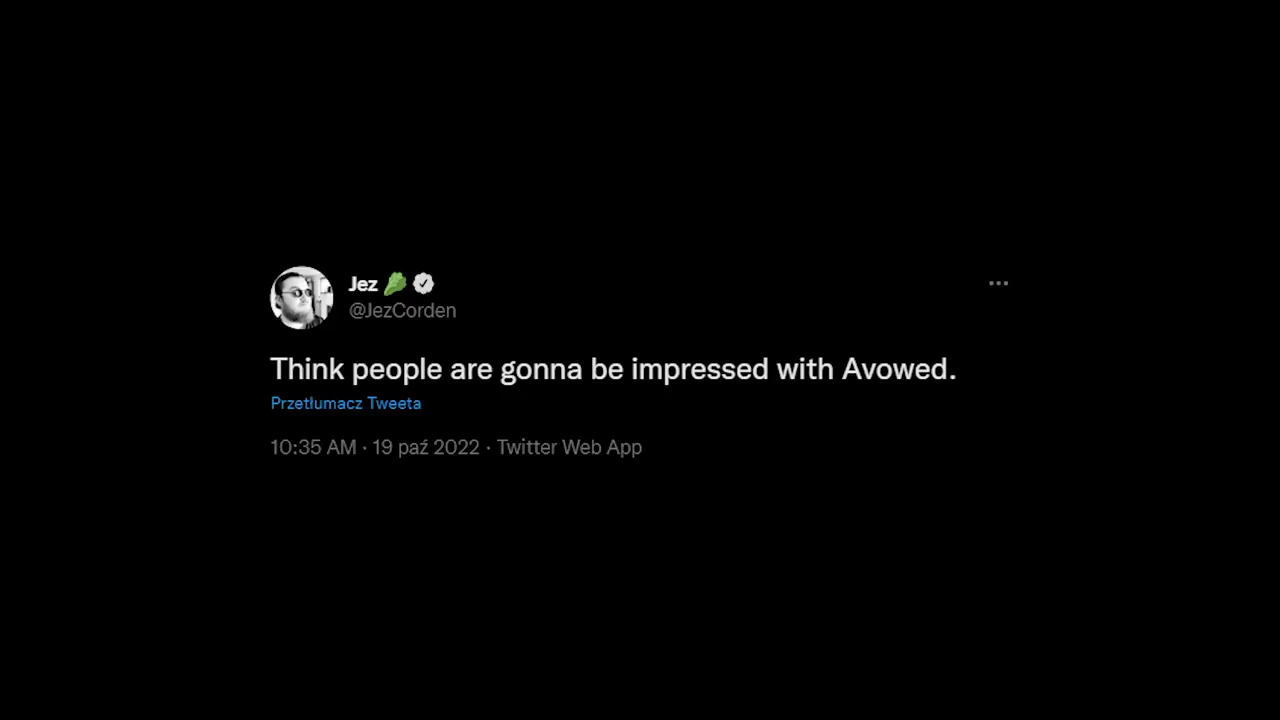 Jez 🥬
@JezCorden
Think people are gonna be impressed with Avowed.
Przetłumacz Tweeta
10:35 AM · 19 paź 2022 · Twitter Web App